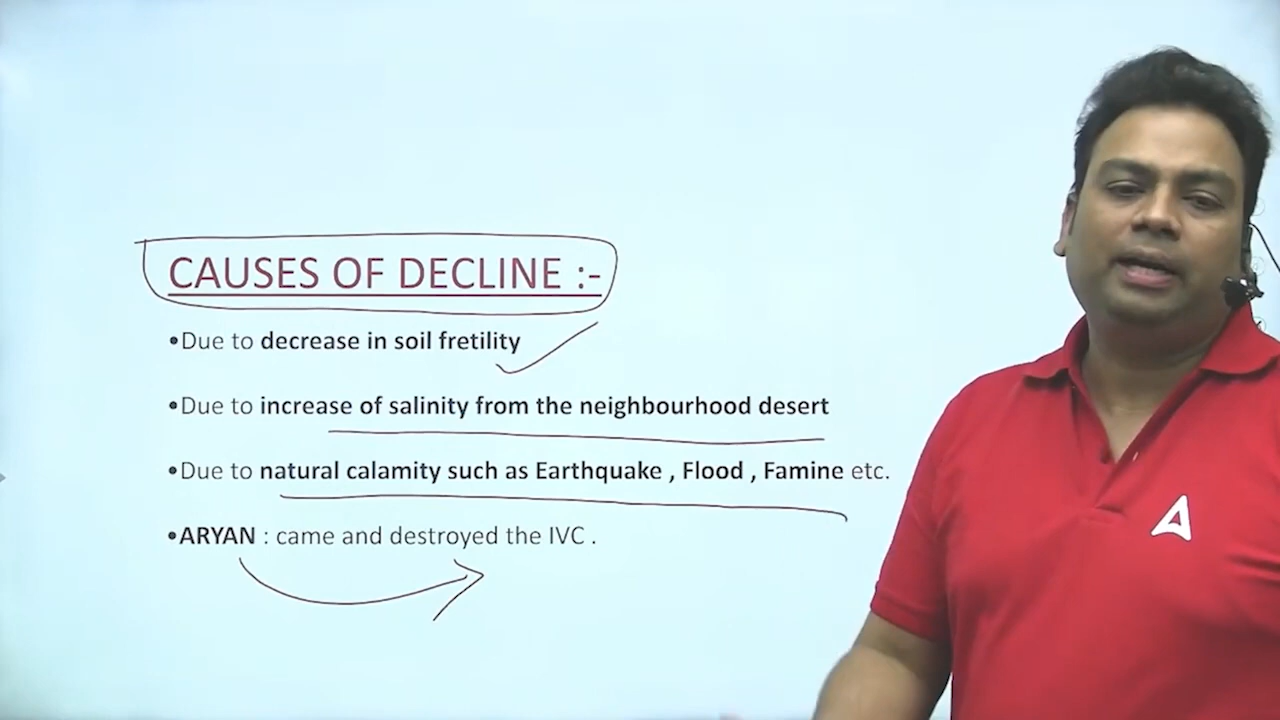 CAUSES OF DECLINE :-
•Due to decrease in soil fretility
•Due to increase of salinity from the neighbourhood desert
•Due to natural calamity such as Earthquake , Flood , Famine etc.
•ARYAN : came and destroyed the IVC .